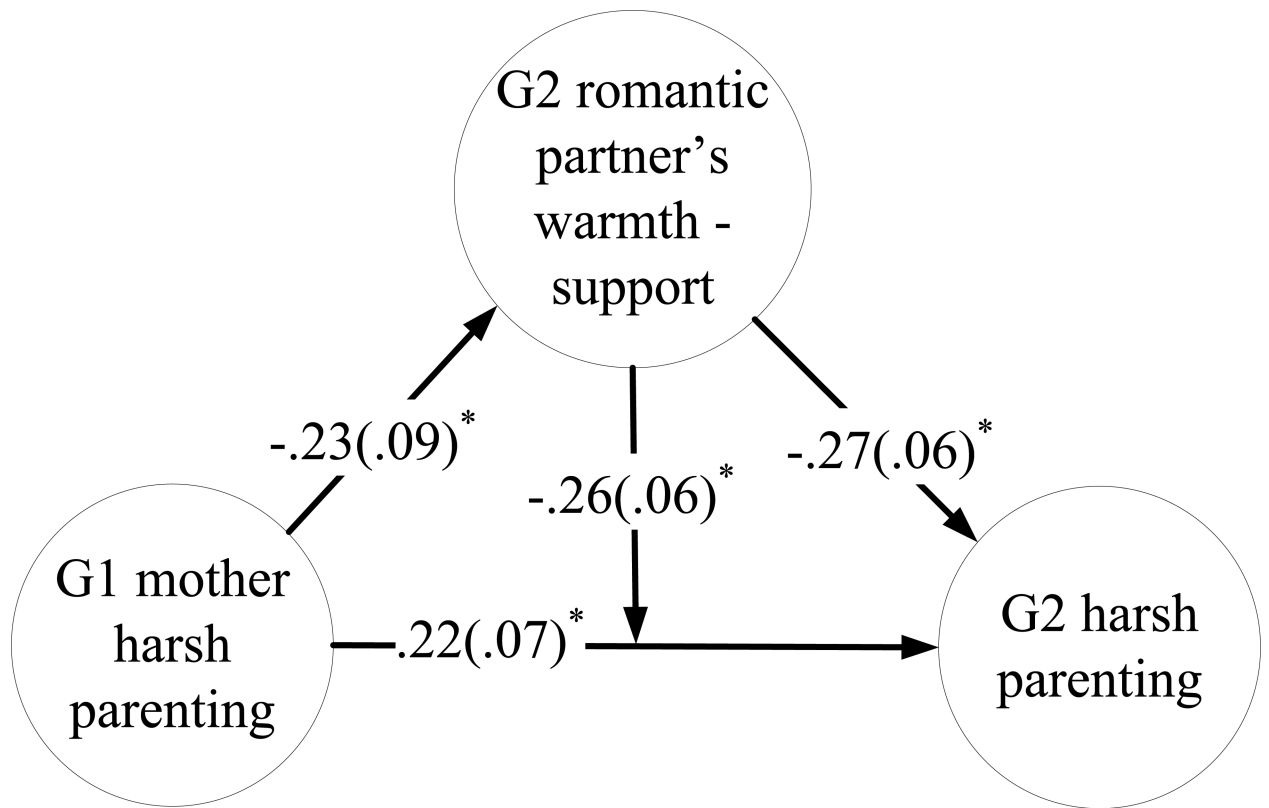 G2 romantic
partner’s
warmth -
support
-.23(.09)*
-.26(.06)*
-.27(.06)*
G1 mother
harsh
parenting
.22(.07)*
G2 harsh
parenting